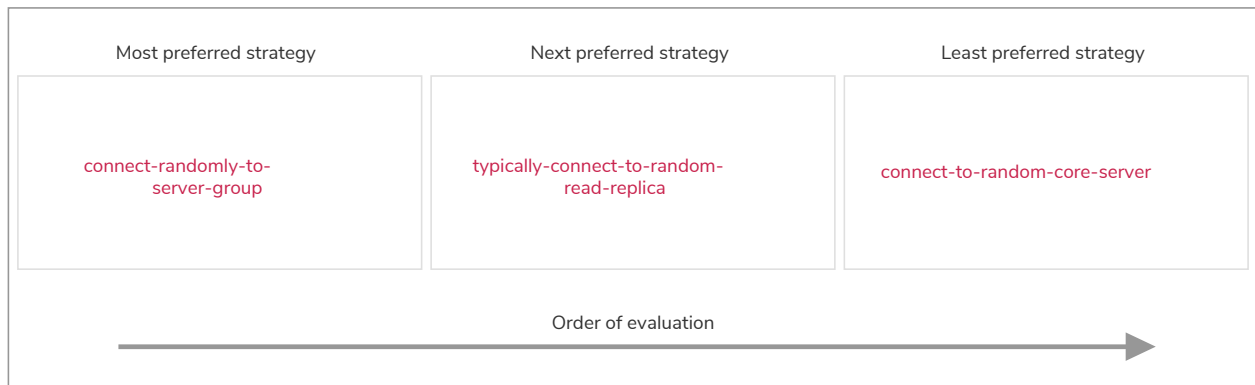 Most preferred strategy
Next preferred strategy
Least preferred strategy
connect-randomly-to-
server-group
typically-connect-to-random-
read-replica
connect-to-random-core-server
Order of evaluation